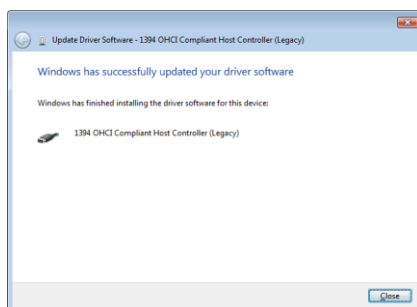 Update Driver Software - 1394 OHCI Compliant Host Controller (Legacy)
Windows has successfully updated your driver software
Windows has finished installing the driver software for this device:
1394 OHCI Compliant Host Controller (Legacy)
Close